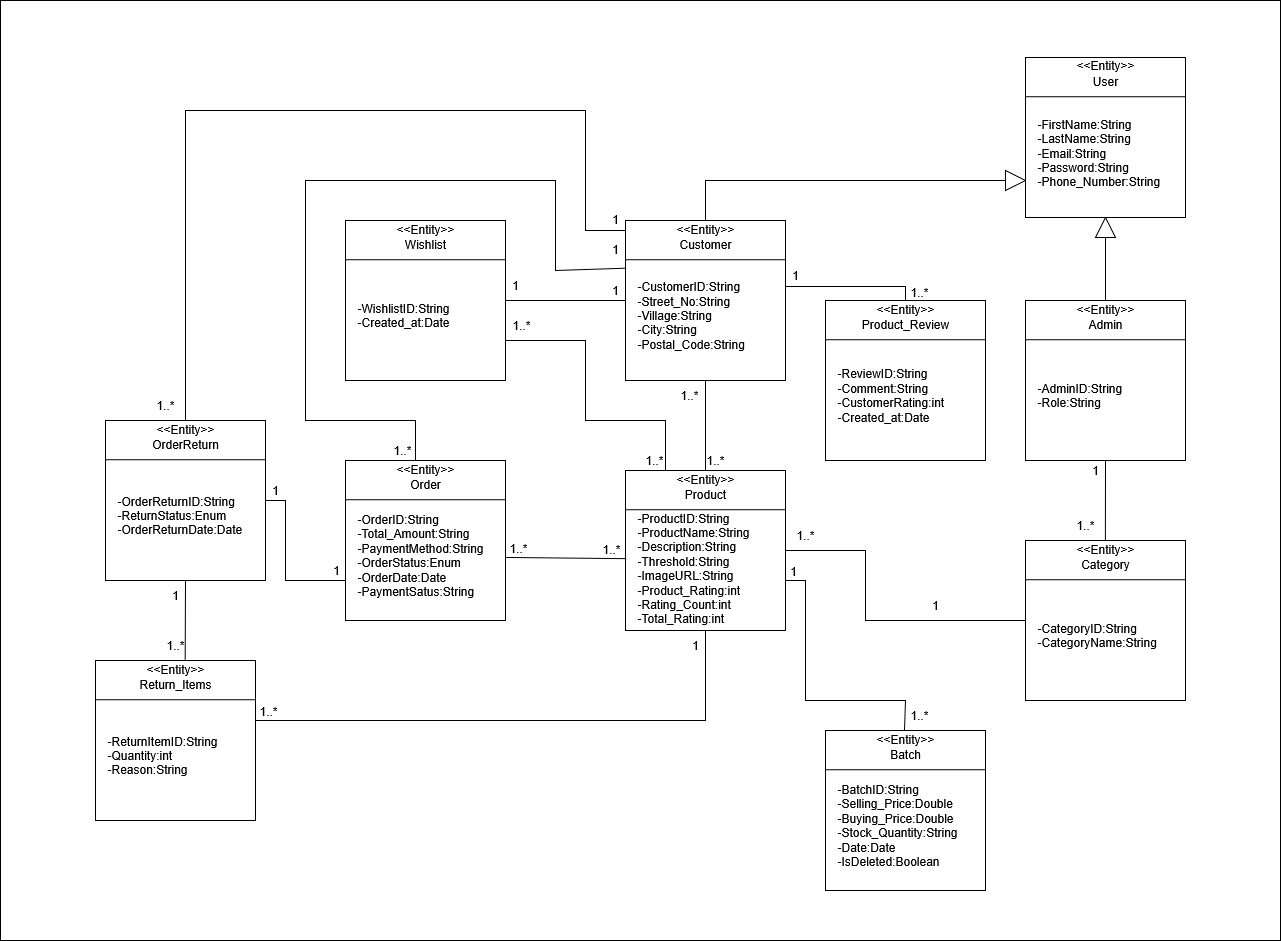 <<Entity>>
User
-FirstName:String
-LastName:String
-Email:String
-Password:String
-Phone_Number:String
<<Entity>>
Wishlist
-WishlistID:String
-Created_at:Date
<<Entity>>
Customer
-CustomerID:String
-Street_No:String
-Village:String
-City:String
-Postal_Code:String
1
1
1
1
1..*
1
1..*
1..*
<<Entity>>
Product_Review
-ReviewID:String
-Comment:String
-CustomerRating:int
-Created_at:Date
<<Entity>>
Admin
-AdminID:String
-Role:String
1..*
<<Entity>>
OrderReturn
-OrderReturnID:String
-ReturnStatus:Enum
-OrderReturnDate:Date
1
1..*
<<Entity>>
Order
-OrderID:String
-Total_Amount:String
-PaymentMethod:String
-OrderStatus:Enum
-OrderDate:Date
-PaymentSatus:String
1
1..*
1..*
1..*
1..*
<<Entity>>
Product
-ProductID:String
-ProductName:String
-Description:String
-Threshold:String
-ImageURL:String
-Product_Rating:int
-Rating_Count:int
-Total_Rating:int
1..*
1
1
1
1..*
<<Entity>>
Category
-CategoryID:String
-CategoryName:String
1
1..*
<<Entity>>
Return_Items
-ReturnItemID:String
-Quantity:int
-Reason:String
1..*
1
1..*
<<Entity>>
Batch
-BatchID:String
-Selling_Price:Double
-Buying_Price:Double
-Stock_Quantity:String
-Date:Date
-IsDeleted:Boolean